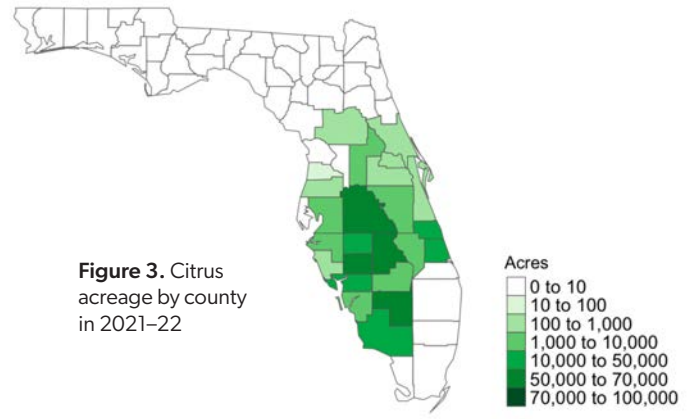 Figure 3. Citrus
acreage by county
in 2021–22
Acres
0 to 10
10 to 100
100 to 1,000
1,000 to 10,000
10,000 to 50,000
50,000 to 70,000
70,000 to 100,000